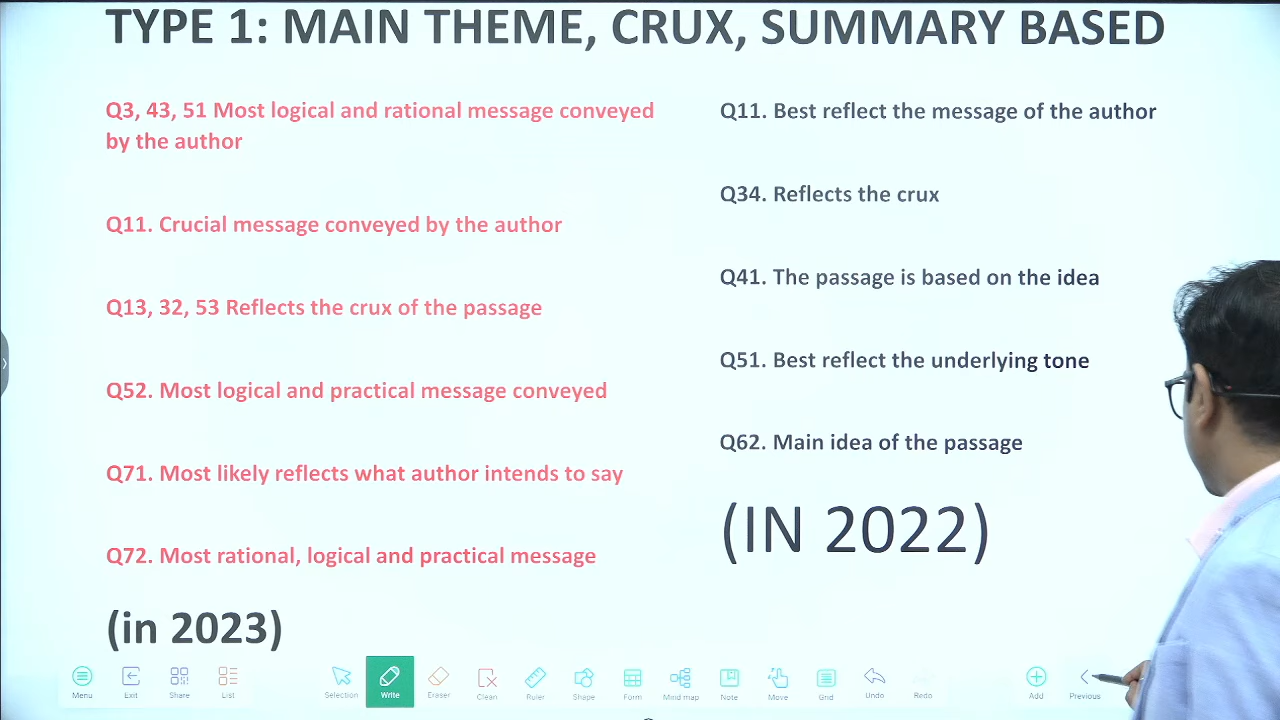 TYPE 1: MAIN THEME, CRUX, SUMMARY BASED
Q3, 43, 51 Most logical and rational message conveyed
by the author
Q11. Crucial message conveyed by the author
Q13, 32, 53 Reflects the crux of the passage
Q52. Most logical and practical message conveyed
Q71. Most likely reflects what author intends to say
Q72. Most rational, logical and practical message
(in 2023)
Q11. Best reflect the message of the author
Q34. Reflects the crux
Q41. The passage is based on the idea
Q51. Best reflect the underlying tone
Q62. Main idea of the passage
(IN 2022)
Menu
Exit
Share
List
Selection
Write
Eraser
Clean
Ruler
Shape
Form
Mind map
Note
Move
Grid
Undo
Redo
Add
Previous